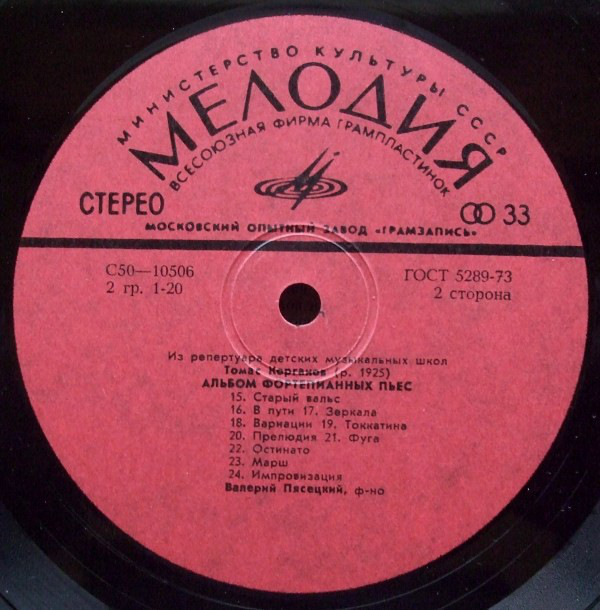 МИНИСТЕРСТВО КУЛЬТУРЫ СССР
МЕЛОДИЯ
ВСЕСОЮЗНАЯ ФИРМА ГРАМПЛАСТИНОК
СТЕРЕО
33
МОСКОВСКИЙ ОПЫТНЫЙ ЗАВОД «ГРАМЗАПИСЬ»
С50—10506
ГОСТ 5289-73
2 гр. 1-20
2 сторона
Из репертуара детских музыкальных школ
Томас Корганов (р. 1925)
АЛЬБОМ ФОРТЕПИАННЫХ ПЬЕС
15. Старый вальс
16. В пути 17. Зеркала
18. Вариации 19. Токкатина
20. Прелюдия 21. Фуга
22. Остинато
23. Марш
24. Импровизация
Валерий Пясецкий, ф-но